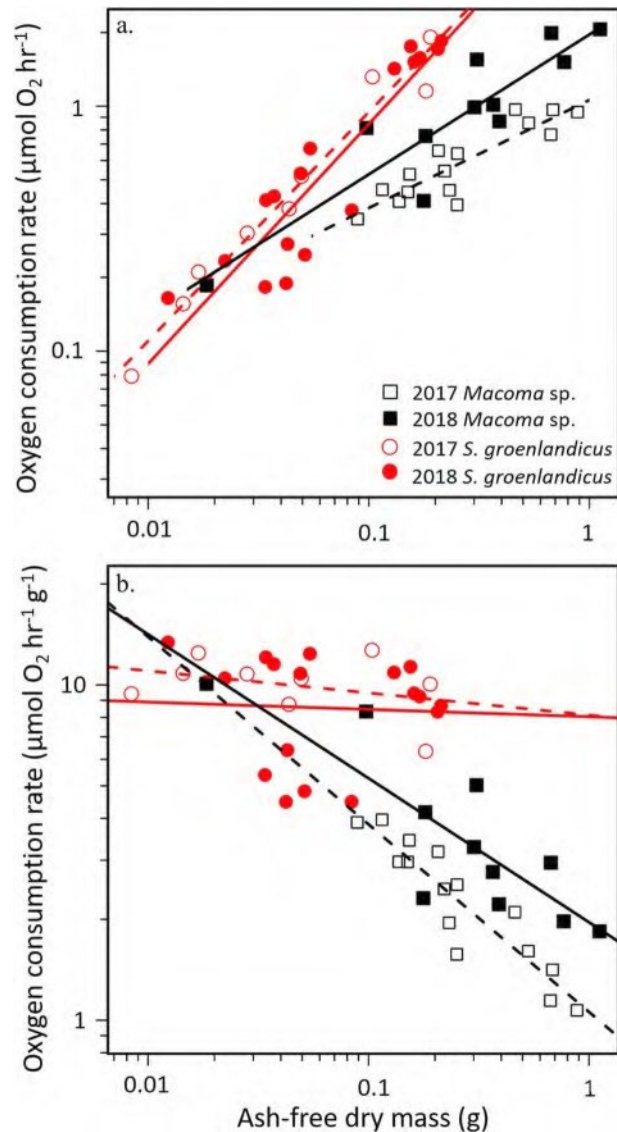 a.
Oxygen consumption rate (µmol O₂ hr⁻¹)
1
0.1
2017 Macoma sp.
2018 Macoma sp.
2017 S. groenlandicus
2018 S. groenlandicus
0.01
0.1
1
b.
Oxygen consumption rate (µmol O₂ hr⁻¹ g⁻¹)
10
1
0.01
0.1
1
Ash-free dry mass (g)